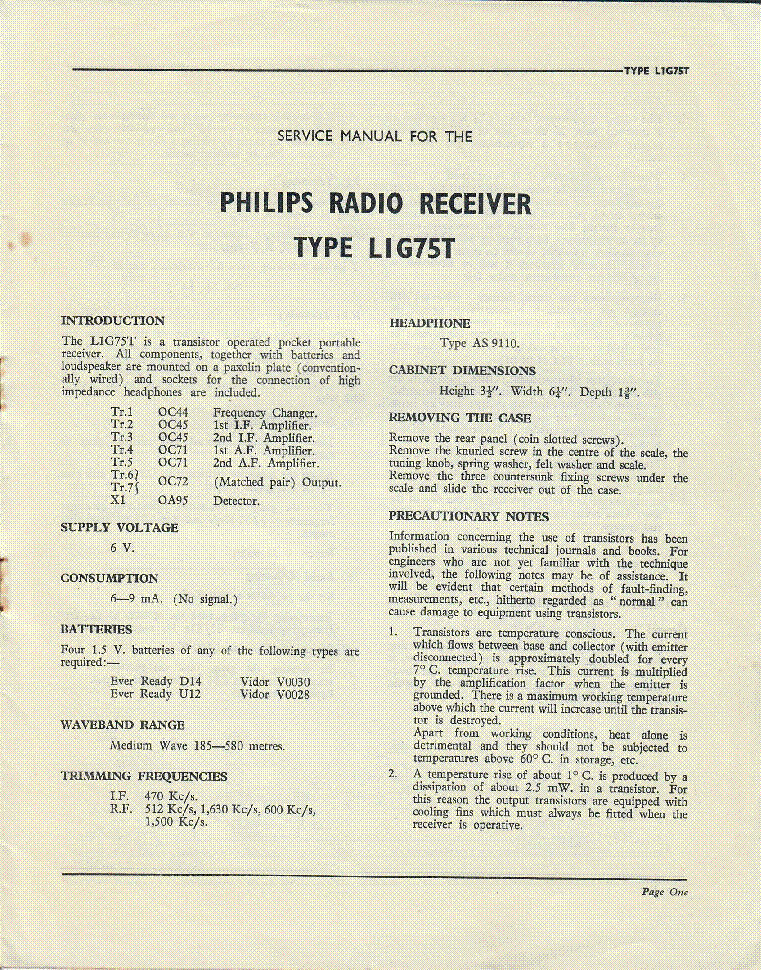 TYPE L1G75T
SERVICE MANUAL FOR THE
PHILIPS RADIO RECEIVER
TYPE L1G75T
INTRODUCTION
The L1G75T is a transistor operated pocket portable
receiver. All components, together with batteries and
loudspeaker are mounted on a paxolin plate (convention-
ally wired) and sockets for the connection of high
impedance headphones are included.
Tr.1 OC44 Frequency Changer.
Tr.2 OC45 1st I.F. Amplifier.
Tr.3 OC45 2nd I.F. Amplifier.
Tr.4 OC71 1st A.F. Amplifier.
Tr.5 OC71 2nd A.F. Amplifier.
Tr.6}
Tr.7} OC72 (Matched pair) Output.
X1 OA95 Detector.
SUPPLY VOLTAGE
6 V.
CONSUMPTION
6—9 mA. (No signal.)
BATTERIES
Four 1.5 V. batteries of any of the following types are
required:—
Ever Ready D14 Vidor V0030
Ever Ready U12 Vidor V0028
WAVEBAND RANGE
Medium Wave 185—580 metres.
TRIMMING FREQUENCIES
I.F. 470 Kc/s.
R.F. 512 Kc/s, 1,630 Kc/s, 600 Kc/s,
1,500 Kc/s.
HEADPHONE
Type AS 9110.
CABINET DIMENSIONS
Height 3½". Width 6¼". Depth 1¾".
REMOVING THE CASE
Remove the rear panel (coin slotted screws).
Remove the knurled screw in the centre of the scale, the
tuning knob, spring washer, felt washer and scale.
Remove the three countersunk fixing screws under the
scale and slide the receiver out of the case.
PRECAUTIONARY NOTES
Information concerning the use of transistors has been
published in various technical journals and books. For
engineers who are not yet familiar with the technique
involved, the following notes may be of assistance. It
will be evident that certain methods of fault-finding,
measurements, etc., hitherto regarded as "normal" can
cause damage to equipment using transistors.
1. Transistors are temperature conscious. The current
which flows between base and collector (with emitter
disconnected) is approximately doubled for every
7° C. temperature rise. This current is multiplied
by the amplification factor when the emitter is
grounded. There is a maximum working temperature
above which the current will increase until the transis-
tor is destroyed.
Apart from working conditions, heat alone is
detrimental and they should not be subjected to
temperatures above 60° C. in storage, etc.
2. A temperature rise of about 1° C. is produced by a
dissipation of about 2.5 mW. in a transistor. For
this reason the output transistors are equipped with
cooling fins which must always be fitted when the
receiver is operative.
Page One